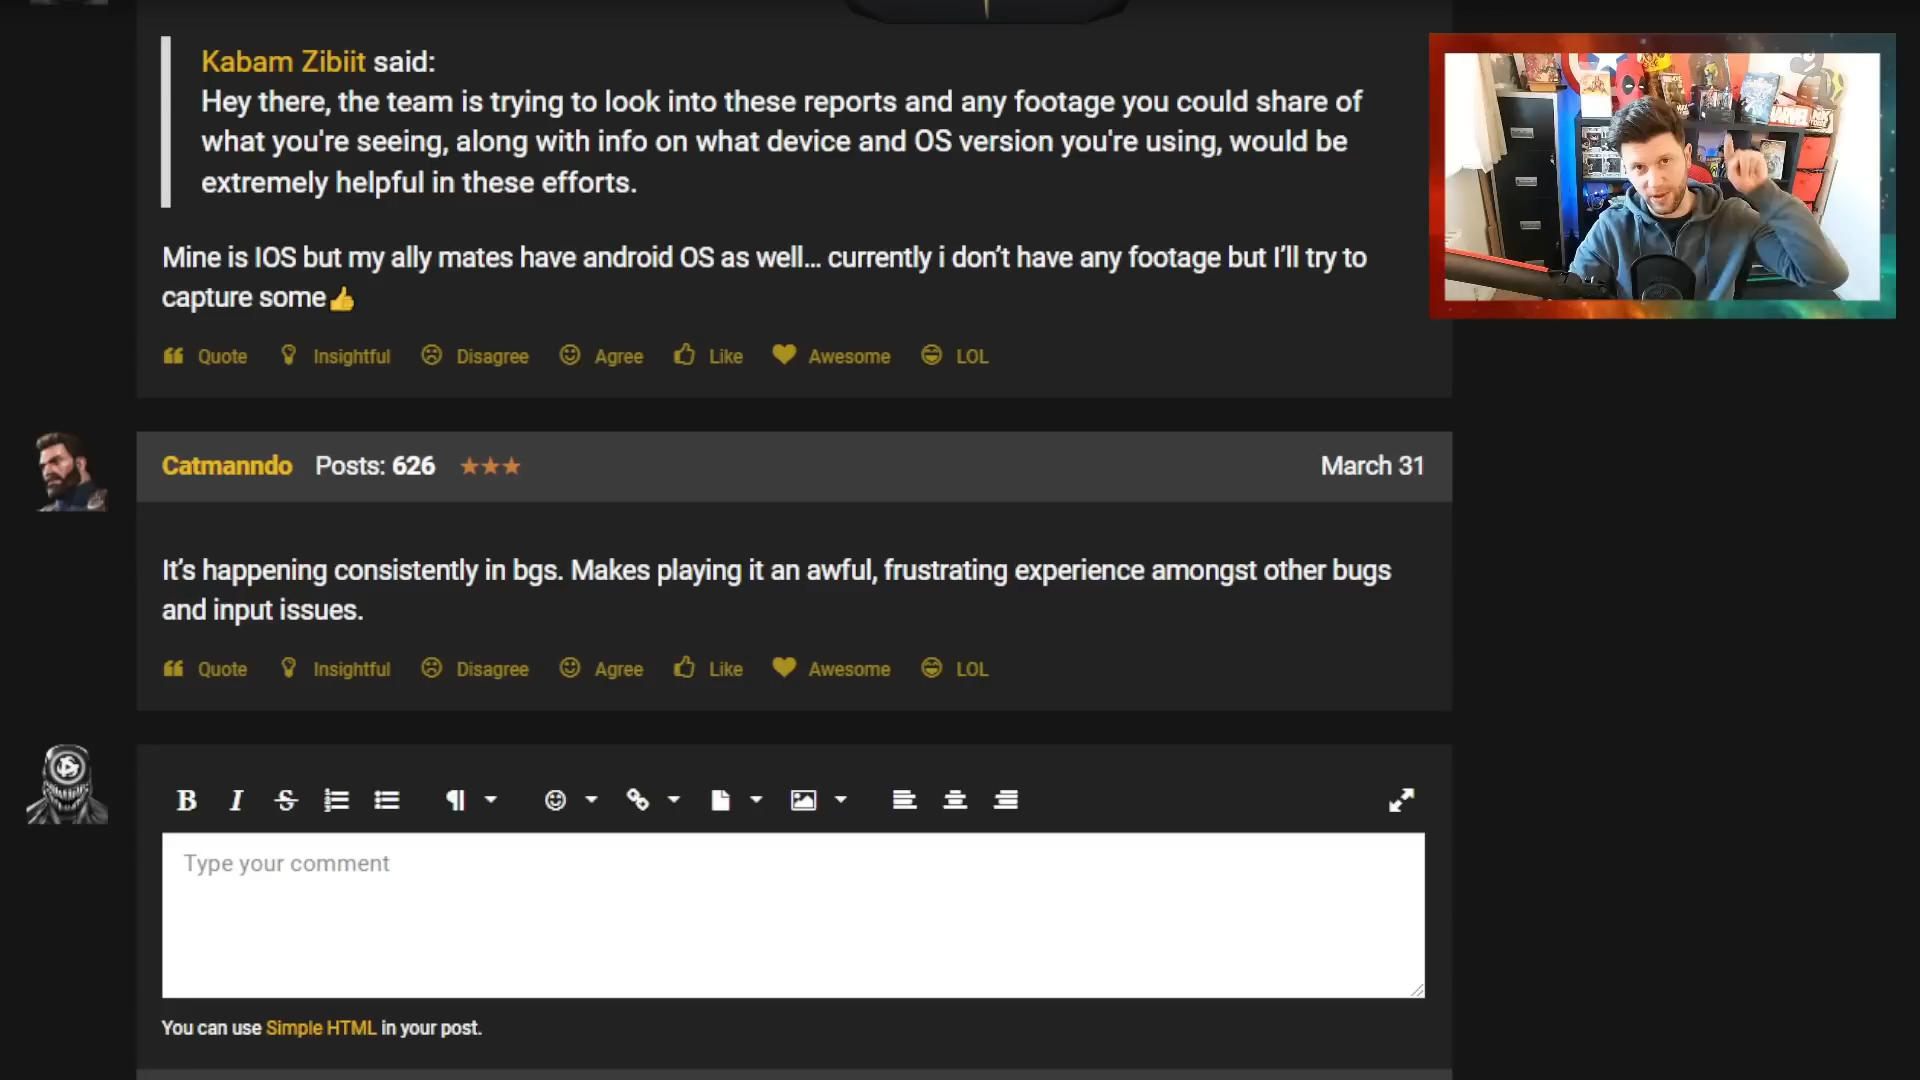 Kabam Zibiit said:
Hey there, the team is trying to look into these reports and any footage you could share of
what you're seeing, along with info on what device and OS version you're using, would be
extremely helpful in these efforts.
Mine is IOS but my ally mates have android OS as well... currently i don't have any footage but I'll try to
capture some👍
Quote Insightful Disagree Agree Like Awesome LOL
Catmanndo Posts: 626 ★★★ March 31
It's happening consistently in bgs. Makes playing it an awful, frustrating experience amongst other bugs
and input issues.
Quote Insightful Disagree Agree Like Awesome LOL
B I S
Type your comment
You can use Simple HTML in your post.
MARVEL